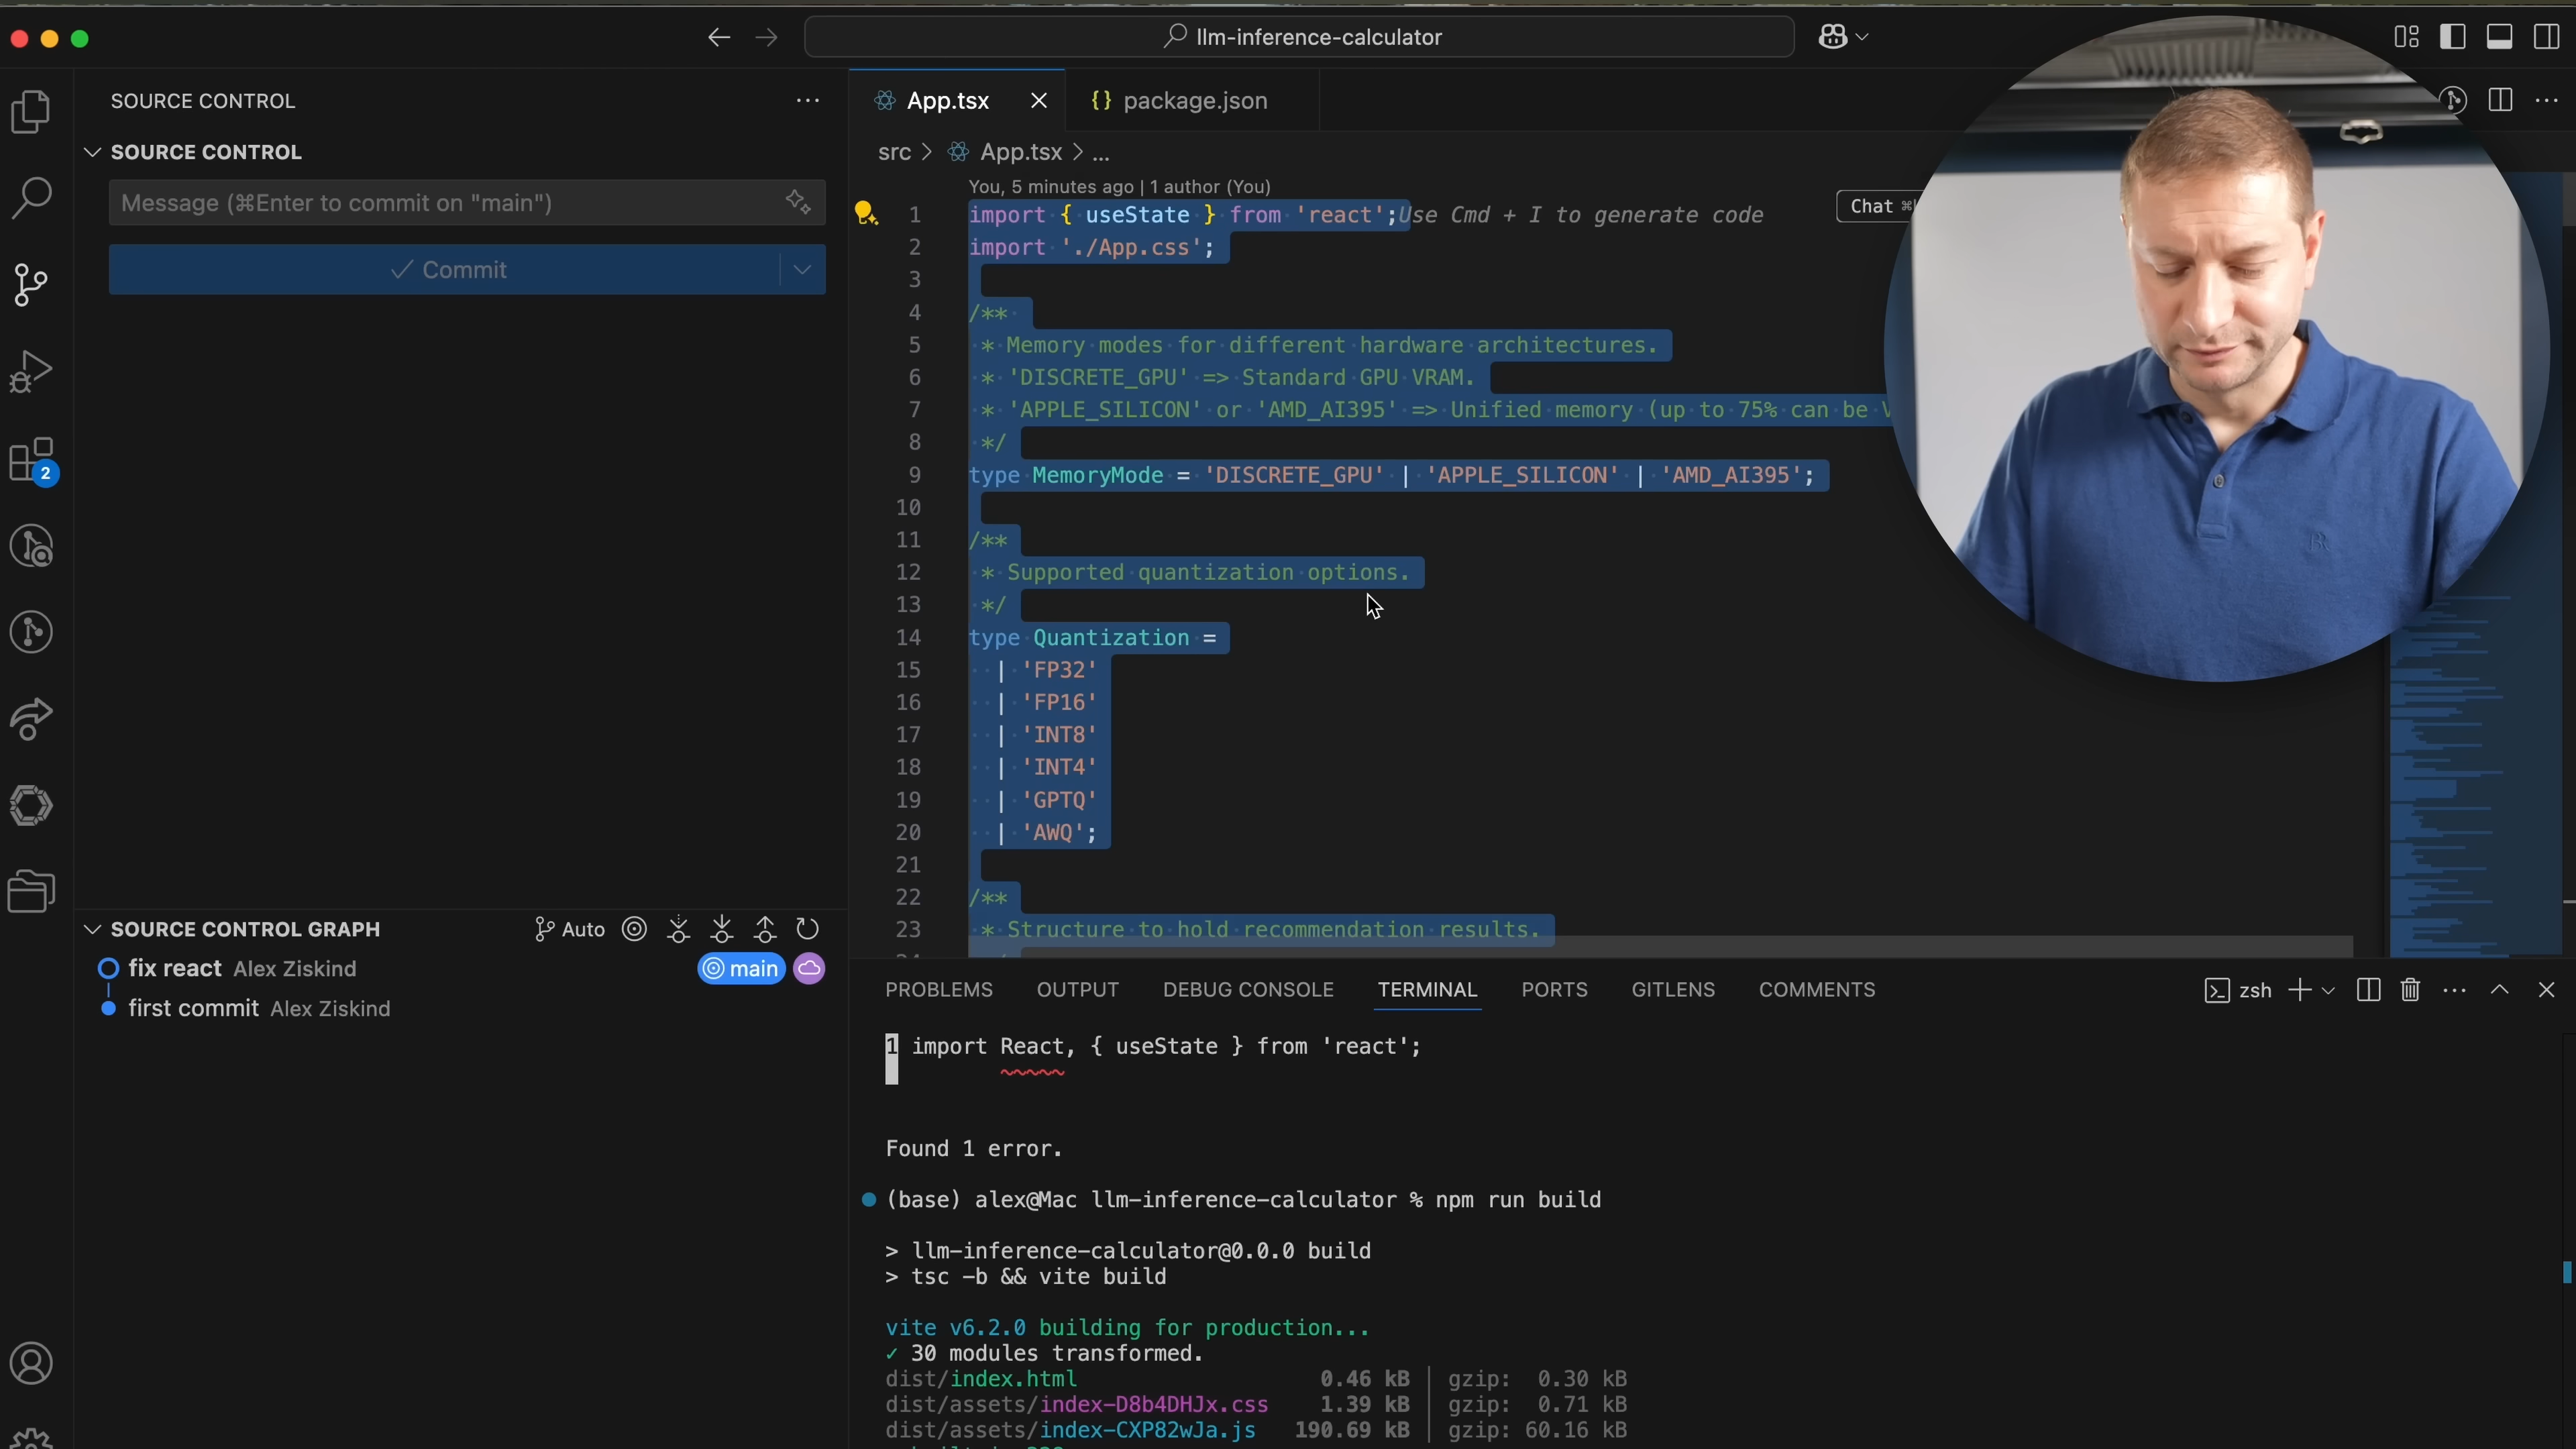 llm-inference-calculator
SOURCE CONTROL
SOURCE CONTROL
Message (⌘Enter to commit on "main")
Commit
2
SOURCE CONTROL GRAPH
Auto
fix react Alex Ziskind
main
first commit Alex Ziskind
App.tsx
{} package.json
src > App.tsx > ...
You, 5 minutes ago | 1 author (You)
1 import { useState } from 'react'; Use Cmd + I to generate code
Chat ⌘
2 import './App.css';
3
4 /**
5 * Memory modes for different hardware architectures.
6 * 'DISCRETE_GPU' => Standard GPU VRAM.
7 * 'APPLE_SILICON' or 'AMD_AI395' => Unified memory (up to 75% can be
8 */
9 type MemoryMode = 'DISCRETE_GPU' | 'APPLE_SILICON' | 'AMD_AI395';
10
11 /**
12 * Supported quantization options.
13 */
14 type Quantization =
15 | 'FP32'
16 | 'FP16'
17 | 'INT8'
18 | 'INT4'
19 | 'GPTQ'
20 | 'AWQ';
21
22 /**
23 * Structure to hold recommendation results.
PROBLEMS OUTPUT DEBUG CONSOLE TERMINAL PORTS GITLENS COMMENTS
zsh
1 import React, { useState } from 'react';
~~~~~
Found 1 error.
(base) alex@Mac llm-inference-calculator % npm run build
> llm-inference-calculator@0.0.0 build
> tsc -b && vite build
vite v6.2.0 building for production...
✓ 30 modules transformed.
dist/index.html 0.46 kB │ gzip: 0.30 kB
dist/assets/index-D8b4DHJx.css 1.39 kB │ gzip: 0.71 kB
dist/assets/index-CXP82wJa.js 190.69 kB │ gzip: 60.16 kB